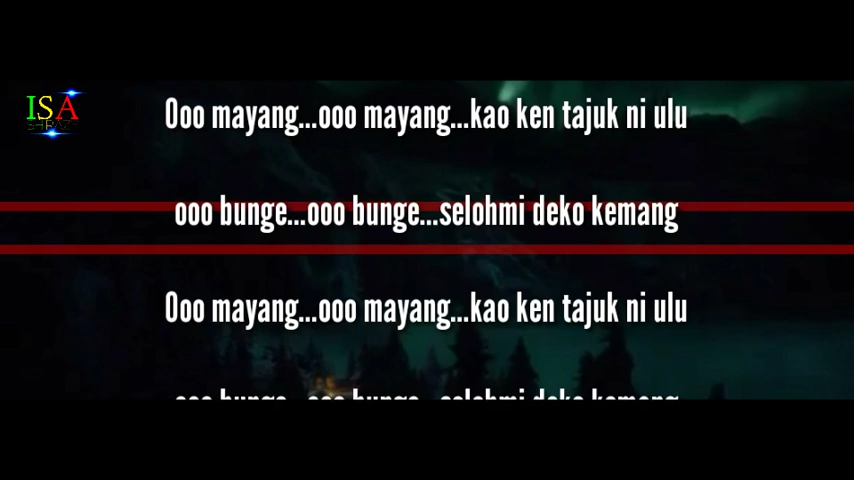 ISA
Ooo mayang...ooo mayang...kao ken tajuk ni ulu
ooo bunge...ooo bunge...selohmi deko kemang
Ooo mayang...ooo mayang...kao ken tajuk ni ulu
ooo bunge...ooo bunge...selohmi deko kemang